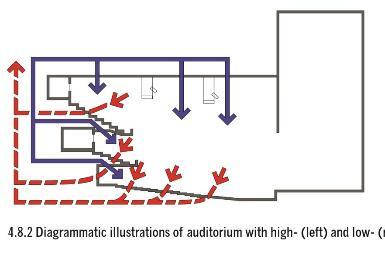 4.8.2 Diagrammatic illustrations of auditorium with high- (left) and low- (